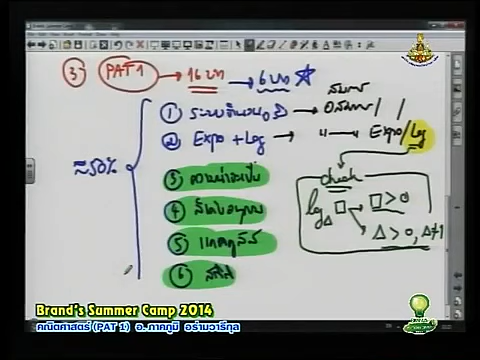 ③ PAT 1 → 16 บท → 6 บท ☆
① ระบบจำนวนจริง → อสมการ / /
② Expo + Log → " — Expo/Log
≈50%
③ ความน่าจะเป็น
④ ลำดับอนุกรม
⑤ แคลคูลัส
⑥ สถิติ
check
log△ □ → □ > 0
△ > 0, △ ≠ 1
Brand's Summer Camp 2014
คณิตศาสตร์ (PAT 1) อ. ภาคภูมิ อร่ามวารีกุล